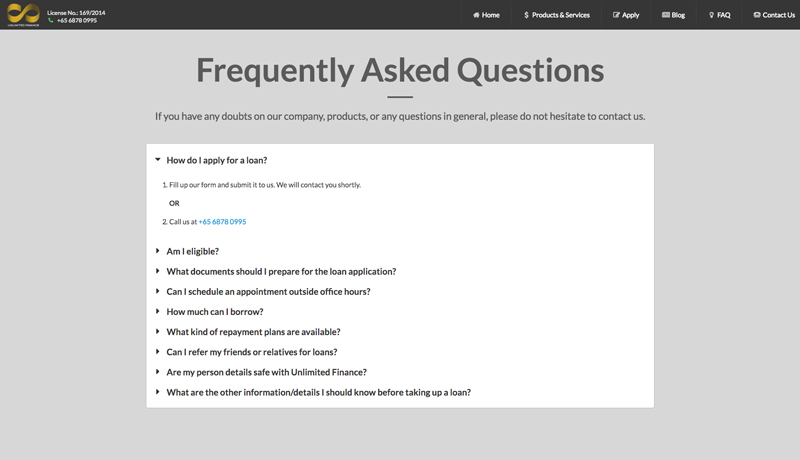 License No.: 169/2014
+65 6878 0995
UNLIMITED FINANCE
Home
Products & Services
Apply
Blog
FAQ
Contact Us
Frequently Asked Questions
If you have any doubts on our company, products, or any questions in general, please do not hesitate to contact us.
How do I apply for a loan?
1. Fill up our form and submit it to us. We will contact you shortly.
OR
2. Call us at +65 6878 0995
Am I eligible?
What documents should I prepare for the loan application?
Can I schedule an appointment outside office hours?
How much can I borrow?
What kind of repayment plans are available?
Can I refer my friends or relatives for loans?
Are my person details safe with Unlimited Finance?
What are the other information/details I should know before taking up a loan?